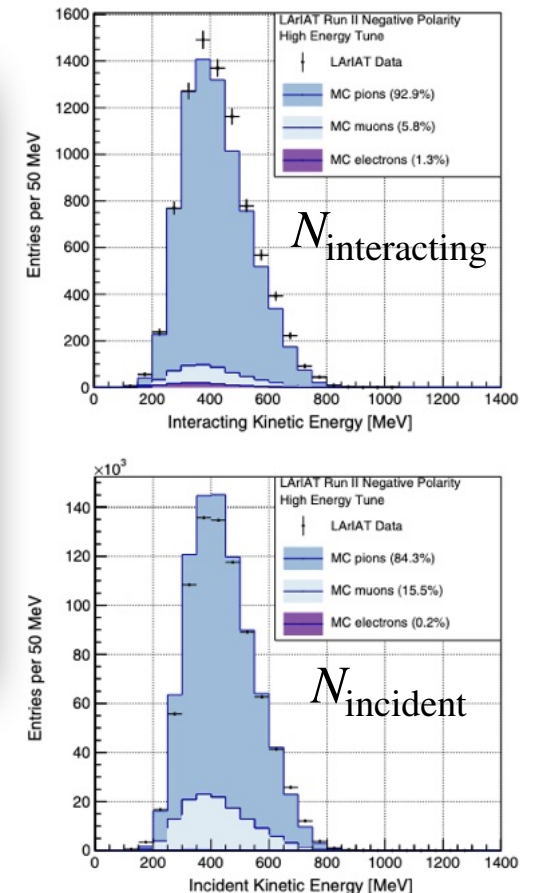 1600
1400
1200
1000
800
600
400
200
0
Entries per 50 MeV
LArIAT Run II Negative Polarity
High Energy Tune
LArIAT Data
MC pions (92.9%)
MC muons (5.8%)
MC electrons (1.3%)
Ninteracting
0 200 400 600 800 1000 1200 1400
Interacting Kinetic Energy [MeV]
×10³
140
120
100
80
60
40
20
0
Entries per 50 MeV
LArIAT Run II Negative Polarity
High Energy Tune
LArIAT Data
MC pions (84.3%)
MC muons (15.5%)
MC electrons (0.2%)
Nincident
0 200 400 600 800 1000 1200 1400
Incident Kinetic Energy [MeV]